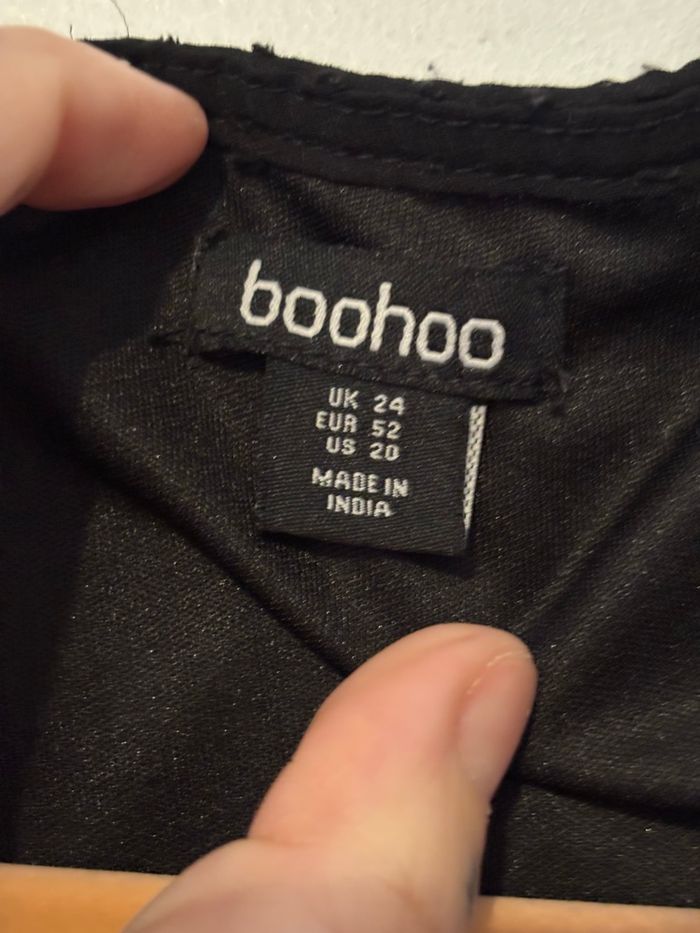 boohoo
UK 24
EUR 52
US 20
MADE IN
INDIA